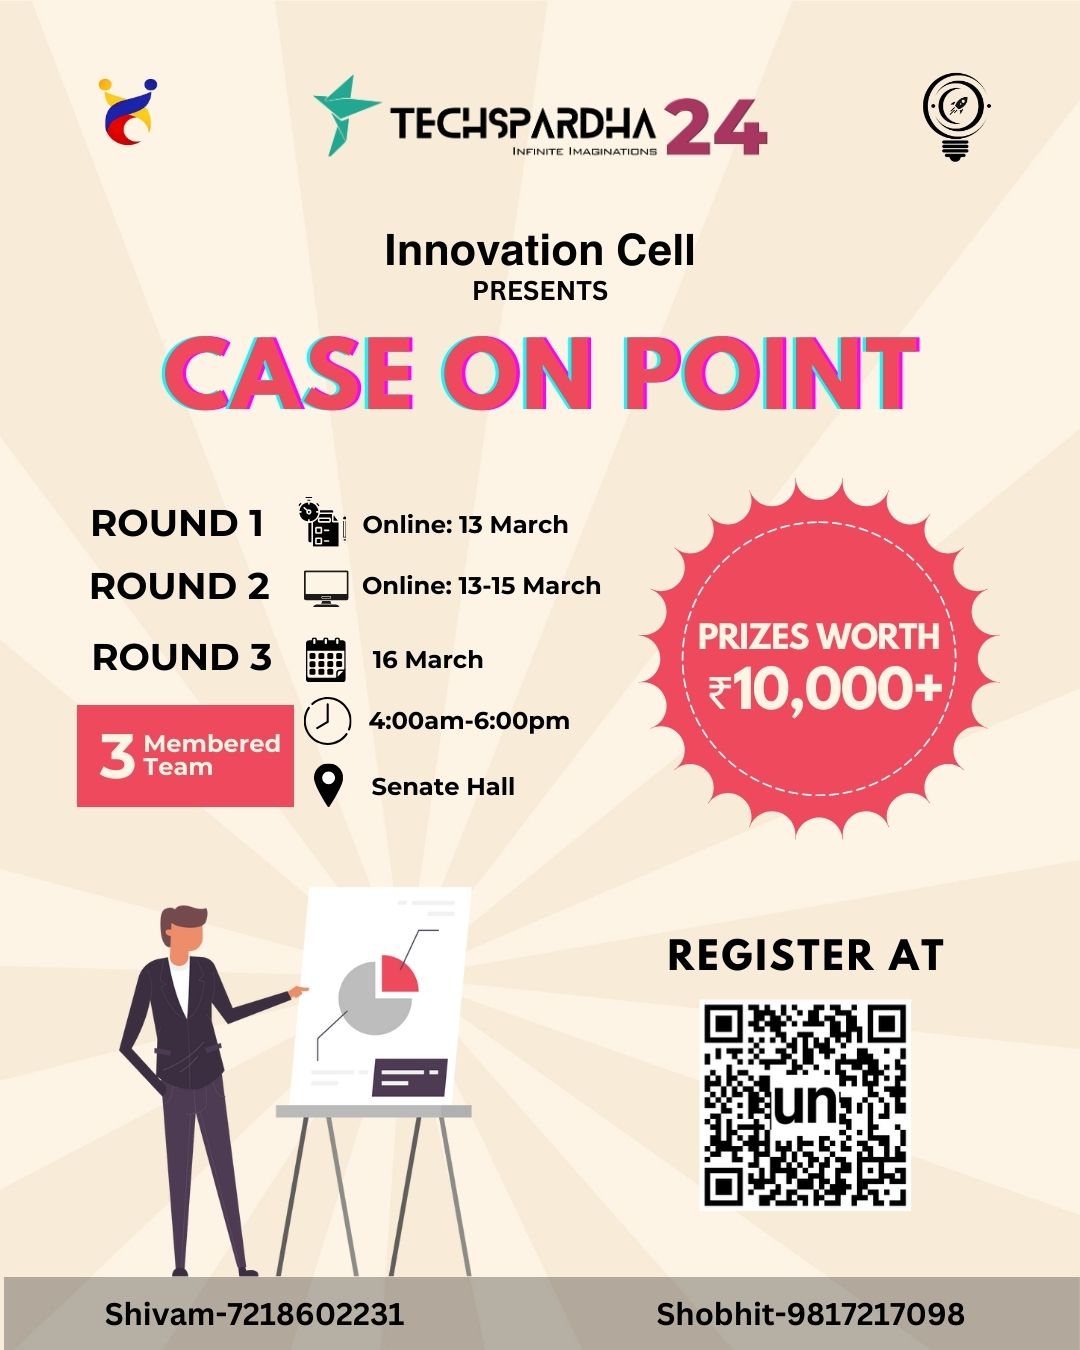 TECHSPARDHA 24
INFINITE IMAGINATIONS
Innovation Cell
PRESENTS
CASE ON POINT
ROUND 1 Online: 13 March
ROUND 2 Online: 13-15 March
ROUND 3 16 March
4:00am-6:00pm
3 Membered
Team
Senate Hall
PRIZES WORTH
₹10,000+
REGISTER AT
un
Shivam-7218602231 Shobhit-9817217098